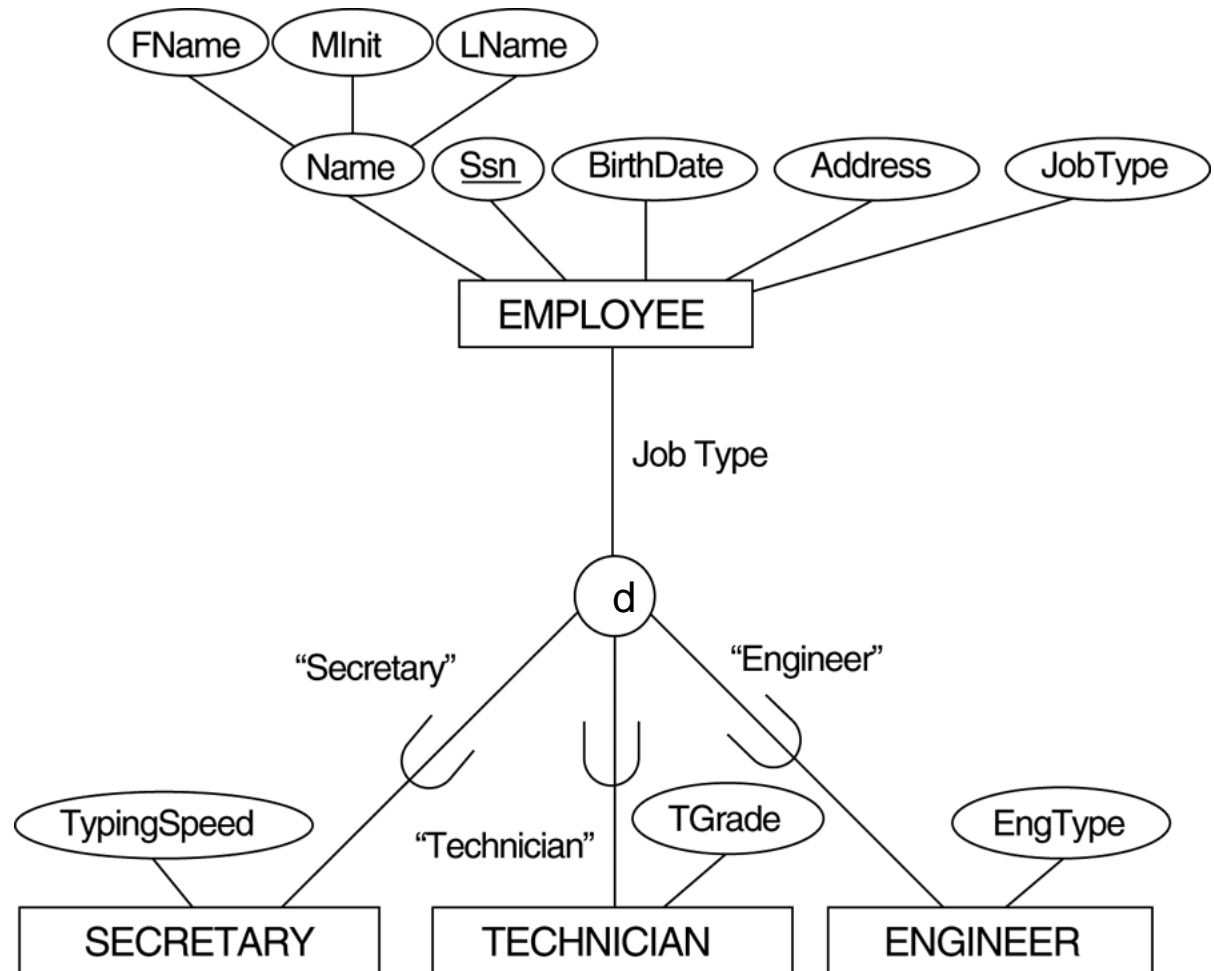 FName MInit LName
Name Ssn BirthDate Address JobType
EMPLOYEE
Job Type
d
“Secretary” “Engineer”
TypingSpeed “Technician” TGrade EngType
SECRETARY TECHNICIAN ENGINEER